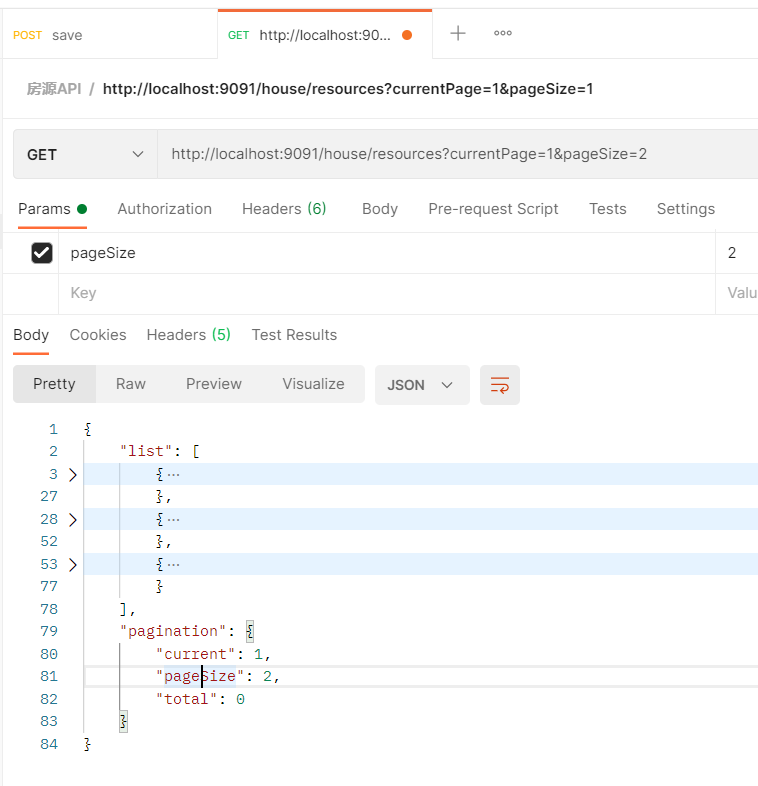 POST save GET http://localhost:90...
房源API / http://localhost:9091/house/resources?currentPage=1&pageSize=1
GET http://localhost:9091/house/resources?currentPage=1&pageSize=2
Params Authorization Headers (6) Body Pre-request Script Tests Settings
pageSize 2
Key Valu
Body Cookies Headers (5) Test Results
Pretty Raw Preview Visualize JSON
1 {
2 "list": [
3 { ...
27 },
28 { ...
52 },
53 { ...
77 }
78 ],
79 "pagination": {
80 "current": 1,
81 "pageSize": 2,
82 "total": 0
83 }
84 }